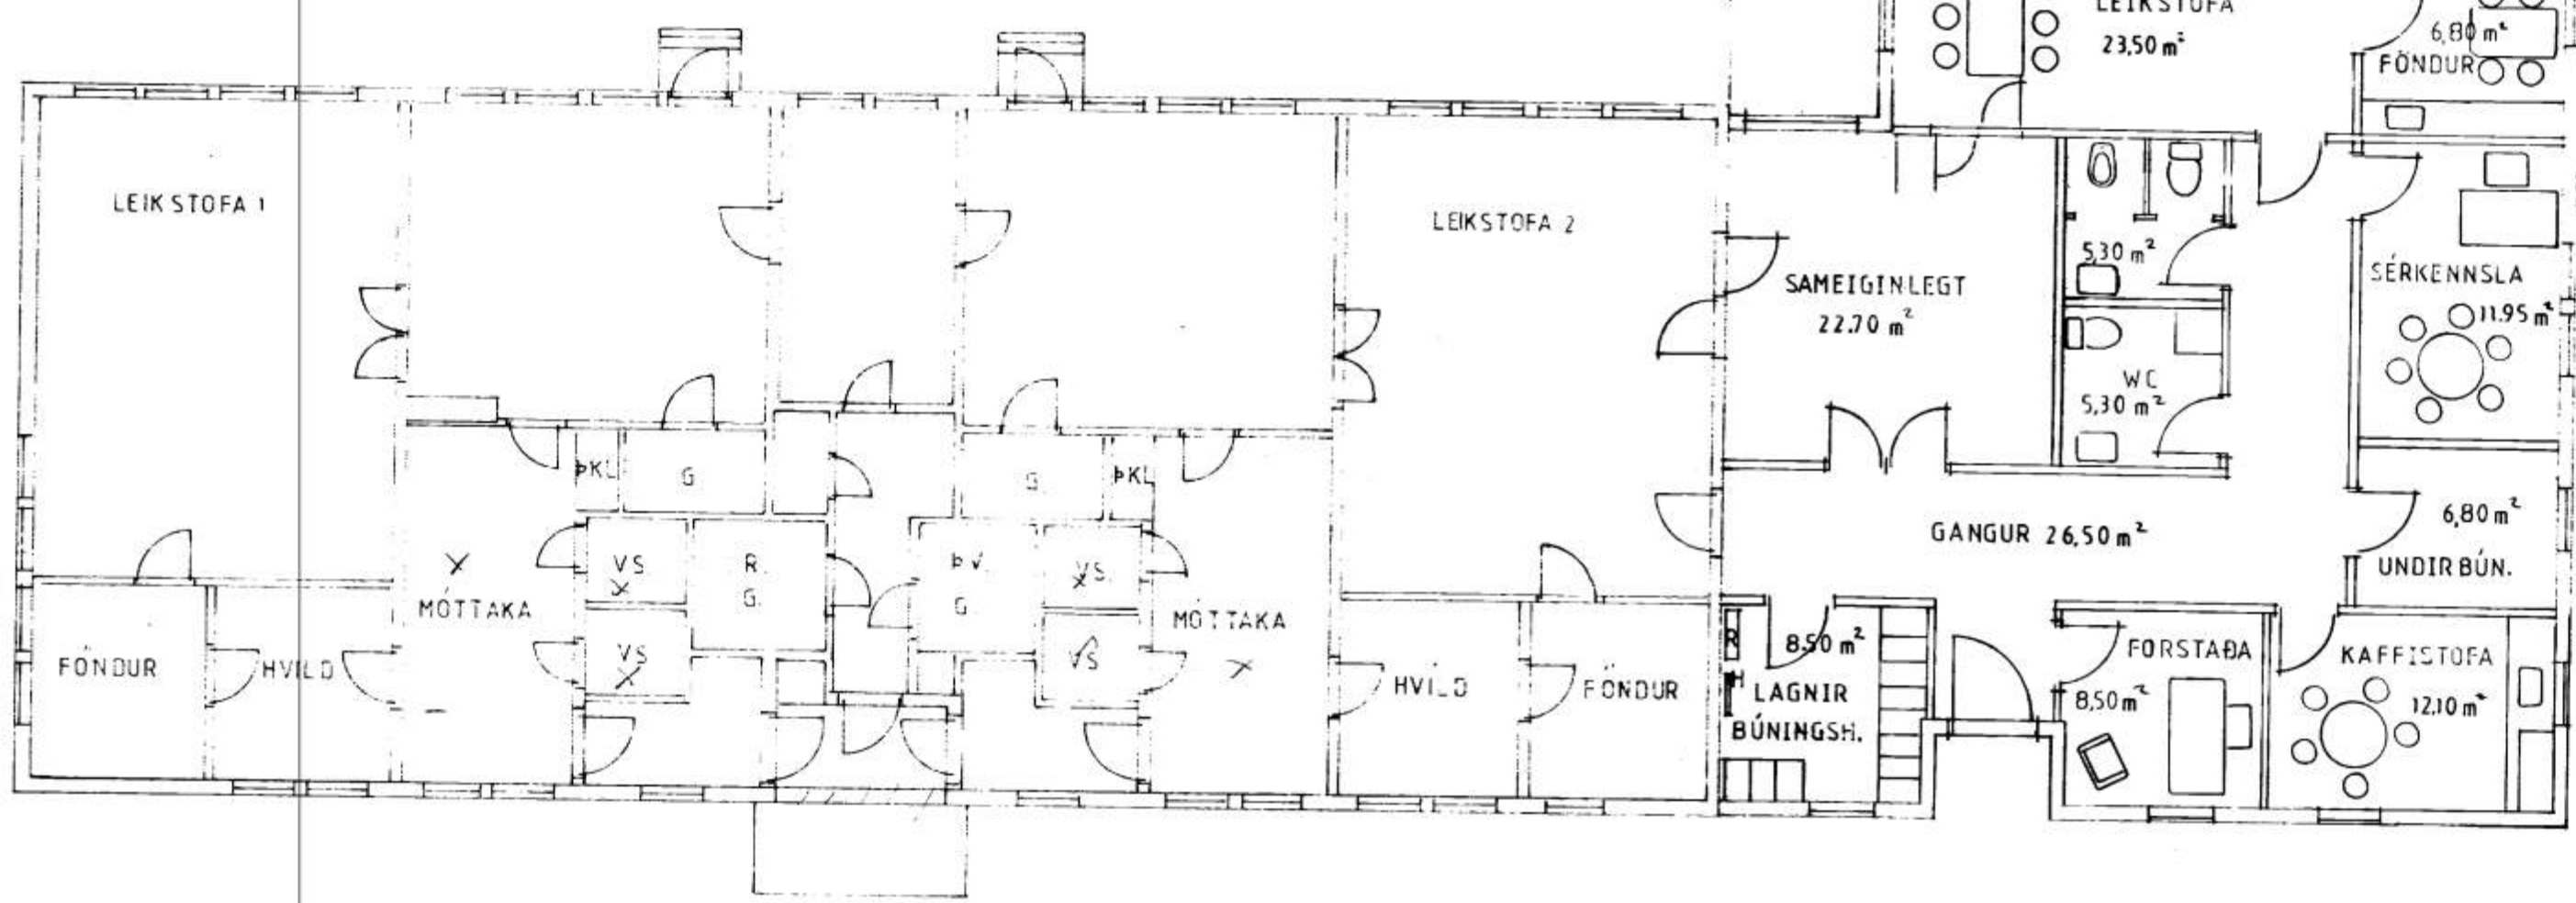 LEIKSTOFA
23,50 m²
6,80 m²
FÖNDUR
LEIKSTOFA 1
LEIKSTOFA 2
SAMEIGINLEGT
22.70 m²
5,30 m²
SÉRKENNSLA
11.95 m²
WC
5,30 m²
ÞKL
G
G.
ÞKL
GANGUR 26,50 m²
6,80 m²
UNDIRBÚN.
VS
R.
G.
ÞV.
G
VS.
MÓTTAKA
VS
VS
MÓTTAKA
FÖNDUR
HVÍLD
HVÍLD
FÖNDUR
R
H
8.50 m²
LAGNIR
BÚNINGSH.
FORSTAÐA
8,50 m²
KAFFISTOFA
12,10 m²